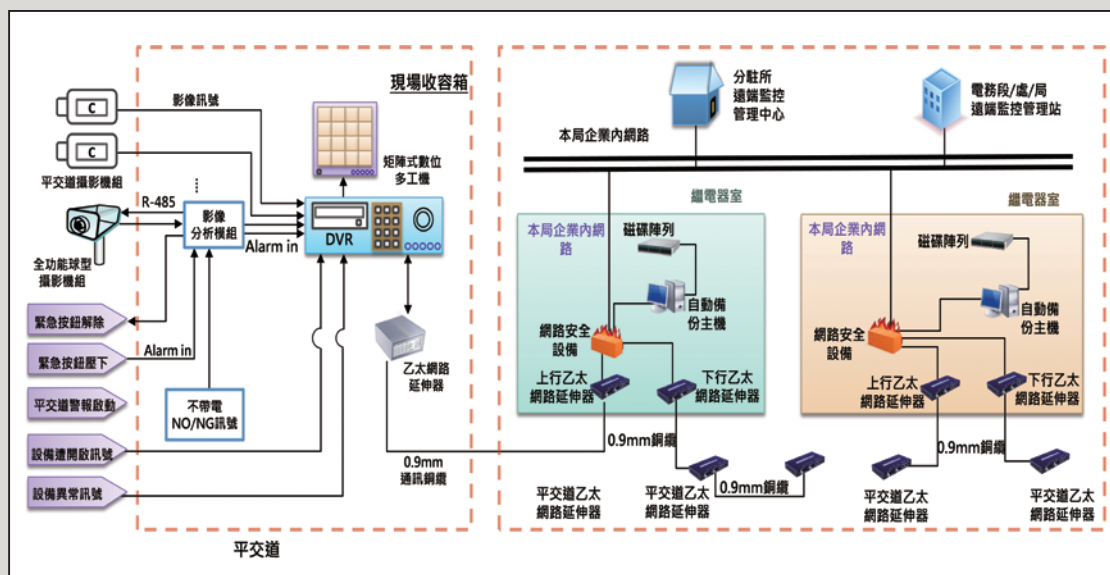 現場收容箱
C
影像訊號
C
平交道攝影機組
矩陣式數位
多工機
R-485
影像
分析模組
Alarm in
DVR
全功能球型
攝影機組
緊急按鈕解除
緊急按鈕壓下
Alarm in
平交道警報啟動
不帶電
NO/NG訊號
設備遭開啟訊號
設備異常訊號
乙太網路
延伸器
0.9mm
通訊銅纜
平交道
分駐所
遠端監控
管理中心
電務段/處/局
遠端監控管理站
本局企業內網路
繼電器室
本局企業內網
路
磁碟陣列
自動備
份主機
網路安全
設備
上行乙太
網路延伸器
下行乙太
網路延伸器
繼電器室
本局企業內網
路
磁碟陣列
自動備
份主機
網路安全
設備
上行乙太
網路延伸器
下行乙太
網路延伸器
0.9mm銅纜
0.9mm銅纜
0.9mm銅纜
平交道乙太
網路延伸器
平交道乙太
網路延伸器
平交道乙太
網路延伸器
平交道乙太
網路延伸器